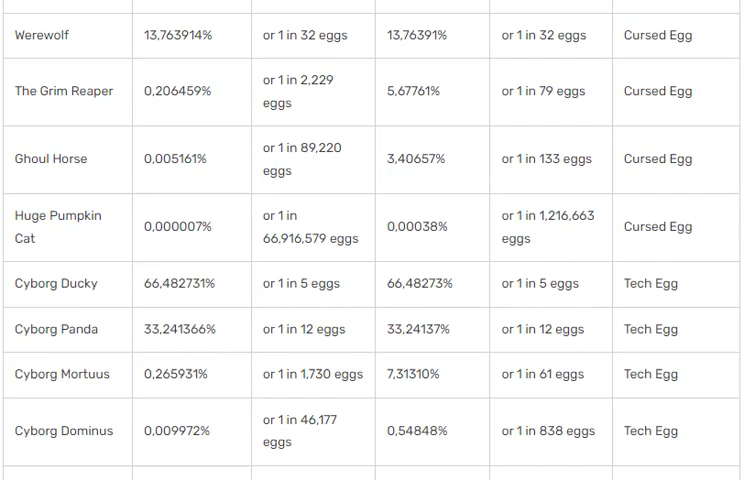 Werewolf 13,763914% or 1 in 32 eggs 13,76391% or 1 in 32 eggs Cursed Egg
The Grim Reaper 0,206459% or 1 in 2,229 eggs 5,67761% or 1 in 79 eggs Cursed Egg
Ghoul Horse 0,005161% or 1 in 89,220 eggs 3,40657% or 1 in 133 eggs Cursed Egg
Huge Pumpkin Cat 0,000007% or 1 in 66,916,579 eggs 0,00038% or 1 in 1,216,663 eggs Cursed Egg
Cyborg Ducky 66,482731% or 1 in 5 eggs 66,48273% or 1 in 5 eggs Tech Egg
Cyborg Panda 33,241366% or 1 in 12 eggs 33,24137% or 1 in 12 eggs Tech Egg
Cyborg Mortuus 0,265931% or 1 in 1,730 eggs 7,31310% or 1 in 61 eggs Tech Egg
Cyborg Dominus 0,009972% or 1 in 46,177 eggs 0,54848% or 1 in 838 eggs Tech Egg